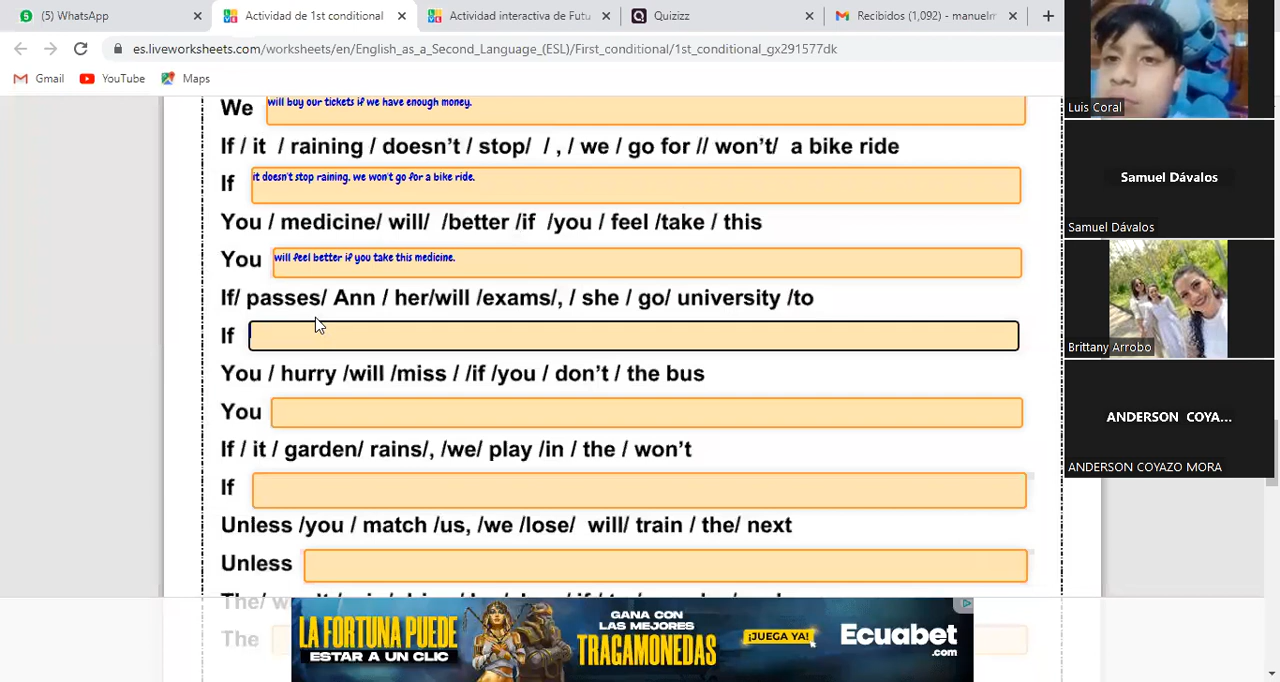 (5) WhatsApp
Actividad de 1st conditional
Actividad interactiva de Futu
Quizizz
Recibidos (1,092) - manuelm
es.liveworksheets.com/worksheets/en/English_as_a_Second_Language_(ESL)/First_conditional/1st_conditional_gx291577dk
Gmail
YouTube
Maps
We will buy our tickets if we have enough money.
If / it / raining / doesn't / stop/ / , / we / go for // won't/ a bike ride
If it doesn't stop raining, we won't go for a bike ride.
You / medicine/ will/ /better /if /you / feel /take / this
You will feel better if you take this medicine.
If/ passes/ Ann / her/will /exams/, / she / go/ university /to
If
You / hurry /will /miss / /if /you / don't / the bus
You
If / it / garden/ rains/, /we/ play /in / the / won't
If
Unless /you / match /us, /we /lose/ will/ train / the/ next
Unless
The
LA FORTUNA PUEDE
ESTAR A UN CLIC
GANA CON
LAS MEJORES
TRAGAMONEDAS
¡JUEGA YA!
Ecuabet
.com
Luis Coral
Samuel Dávalos
Samuel Dávalos
Brittany Arrobo
ANDERSON COYA...
ANDERSON COYAZO MORA